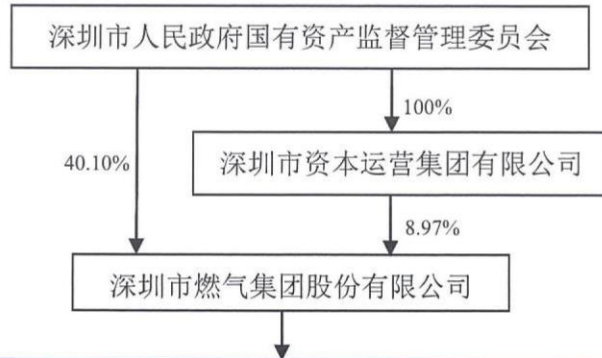 深圳市人民政府国有资产监督管理委员会
100%
40.10%
深圳市资本运营集团有限公司
8.97%
深圳市燃气集团股份有限公司